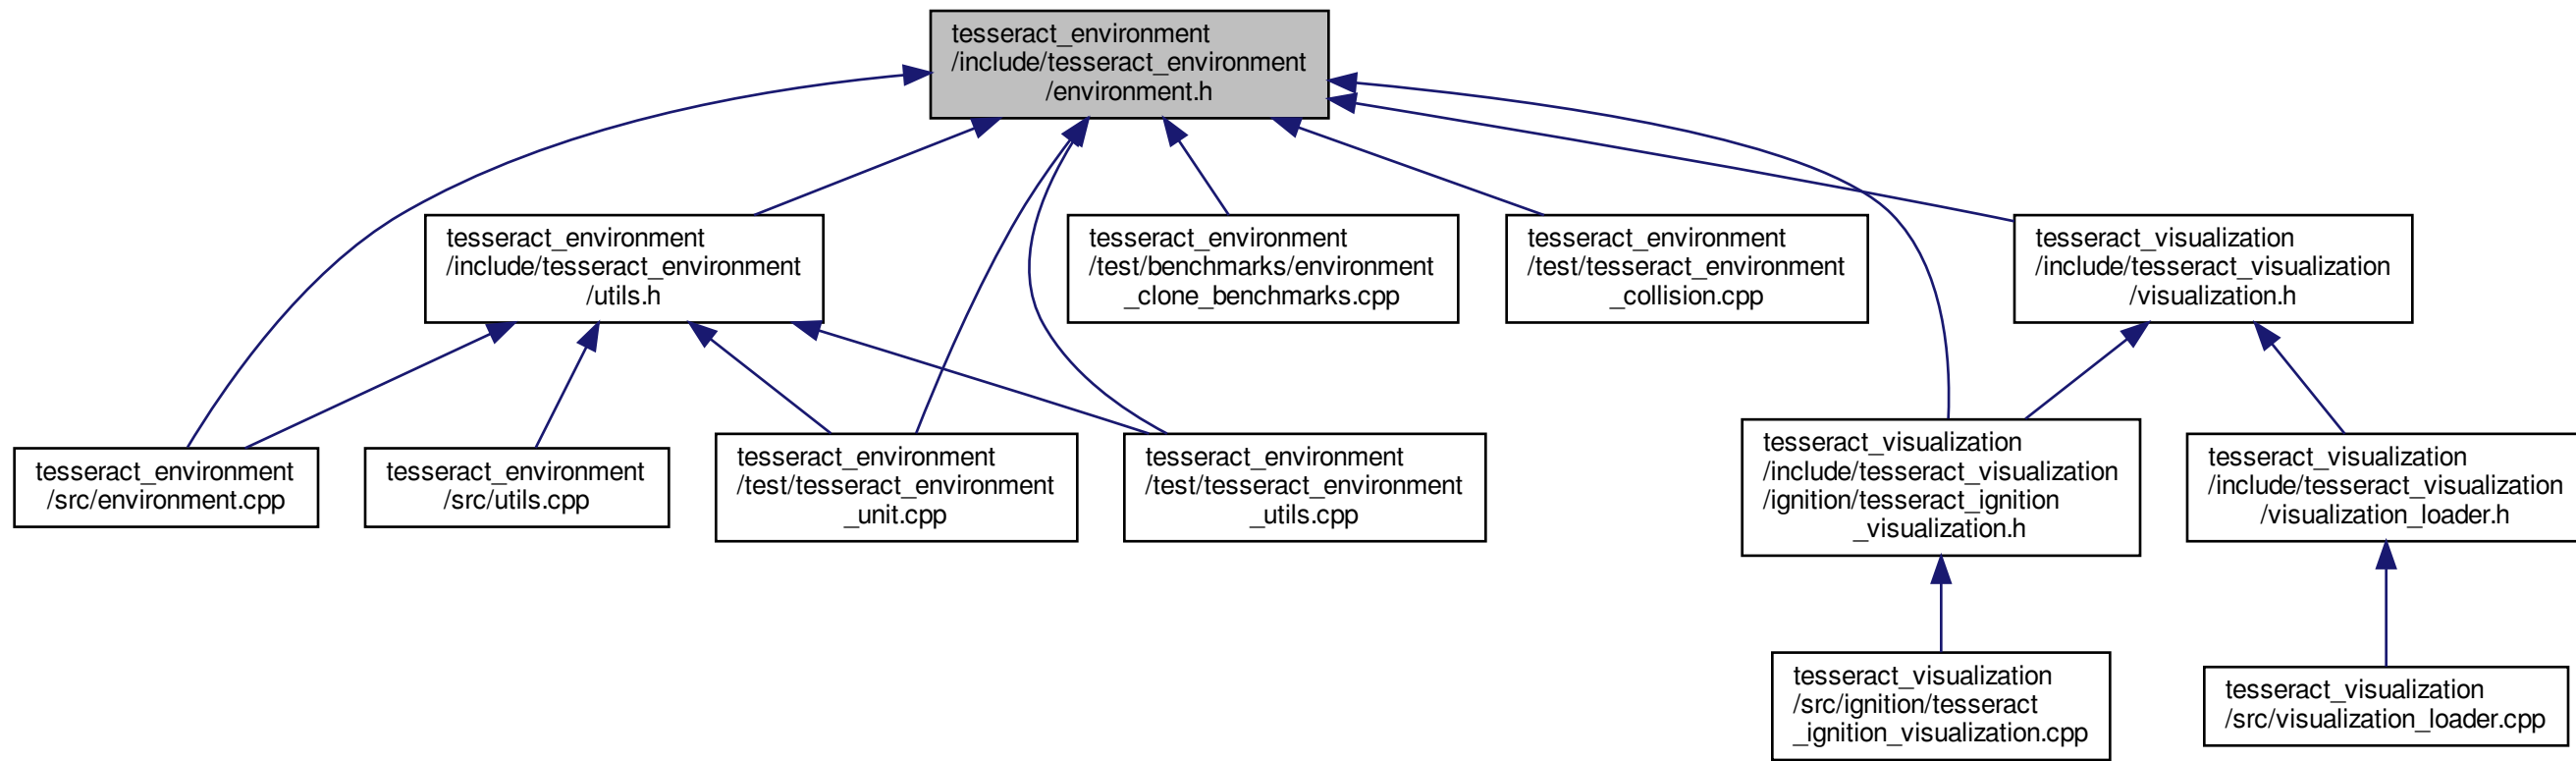 tesseract_environment
/include/tesseract_environment
/environment.h
tesseract_environment
/include/tesseract_environment
/utils.h
tesseract_environment
/test/benchmarks/environment
_clone_benchmarks.cpp
tesseract_environment
/test/tesseract_environment
_collision.cpp
tesseract_visualization
/include/tesseract_visualization
/visualization.h
tesseract_environment
/src/environment.cpp
tesseract_environment
/src/utils.cpp
tesseract_environment
/test/tesseract_environment
_unit.cpp
tesseract_environment
/test/tesseract_environment
_utils.cpp
tesseract_visualization
/include/tesseract_visualization
/ignition/tesseract_ignition
_visualization.h
tesseract_visualization
/include/tesseract_visualization
/visualization_loader.h
tesseract_visualization
/src/ignition/tesseract
_ignition_visualization.cpp
tesseract_visualization
/src/visualization_loader.cpp